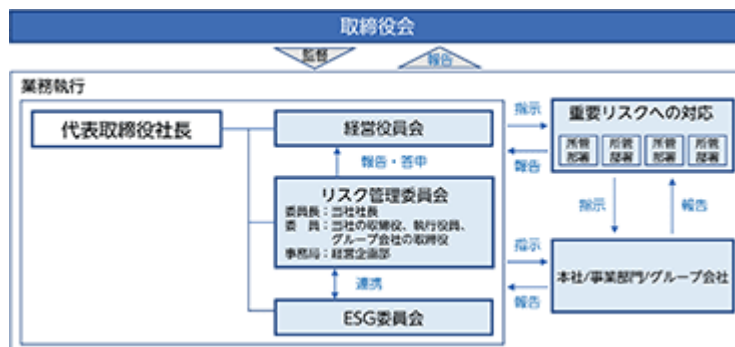 取締役会
監督
報告
業務執行
代表取締役社長
経営役員会
報告・答申
リスク管理委員会
委員長：当社社長
委　員：当社の取締役、執行役員、
グループ会社の取締役
事務局：経営企画部
連携
ESG委員会
指示
報告
重要リスクへの対応
所管
部署
所管
部署
所管
部署
所管
部署
指示
報告
指示
報告
本社/事業部門/グループ会社